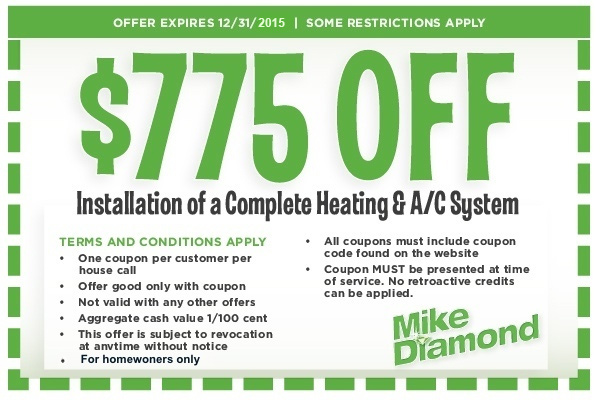 OFFER EXPIRES 12/31/2015 | SOME RESTRICTIONS APPLY
$775 OFF
Installation of a Complete Heating & A/C System
TERMS AND CONDITIONS APPLY
• One coupon per customer per
house call
• Offer good only with coupon
• Not valid with any other offers
• Aggregate cash value 1/100 cent
• This offer is subject to revocation
at anytime without notice
• For homewoners only
• All coupons must include coupon
code found on the website
• Coupon MUST be presented at time
of service. No retroactive credits
can be applied.
Mike
Diamond